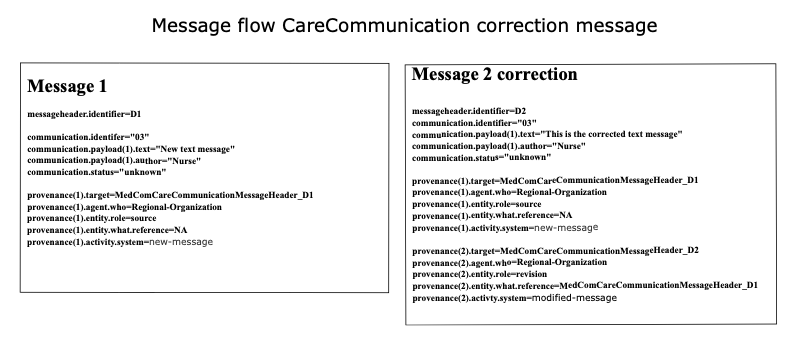 Message flow CareCommunication correction message
Message 1
messageheader.identifier=D1
communication.identifer="03"
communication.payload(1).text="New text message"
communication.payload(1).author="Nurse"
communication.status="unknown"
provenance(1).target=MedComCareCommunicationMessageHeader_D1
provenance(1).agent.who=Regional-Organization
provenance(1).entity.role=source
provenance(1).entity.what.reference=NA
provenance(1).activity.system=new-message
Message 2 correction
messageheader.identifier=D2
communication.identifier="03"
communication.payload(1).text="This is the corrected text message"
communication.payload(1).author="Nurse"
communication.status="unknown"
provenance(1).target=MedComCareCommunicationMessageHeader_D1
provenance(1).agent.who=Regional-Organization
provenance(1).entity.role=source
provenance(1).entity.what.reference=NA
provenance(1).activity.system=new-message
provenance(2).target=MedComCareCommunicationMessageHeader_D2
provenance(2).agent.who=Regional-Organization
provenance(2).entity.role=revision
provenance(2).entity.what.reference=MedComCareCommunicationMessageHeader_D1
provenance(2).activty.system=modified-message